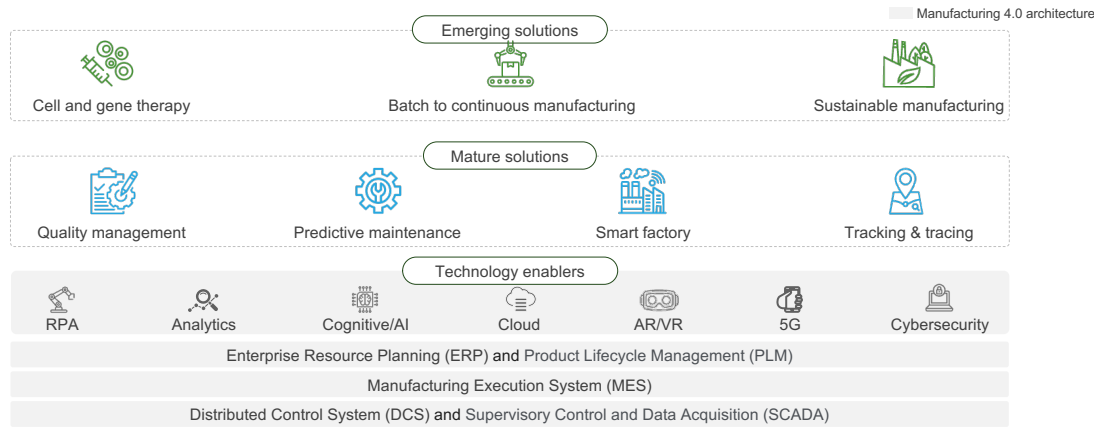 Manufacturing 4.0 architecture
Emerging solutions
Cell and gene therapy
Batch to continuous manufacturing
Sustainable manufacturing
Mature solutions
Quality management
Predictive maintenance
Smart factory
Tracking & tracing
Technology enablers
RPA
Analytics
Cognitive/AI
Cloud
AR/VR
5G
Cybersecurity
Enterprise Resource Planning (ERP) and Product Lifecycle Management (PLM)
Manufacturing Execution System (MES)
Distributed Control System (DCS) and Supervisory Control and Data Acquisition (SCADA)